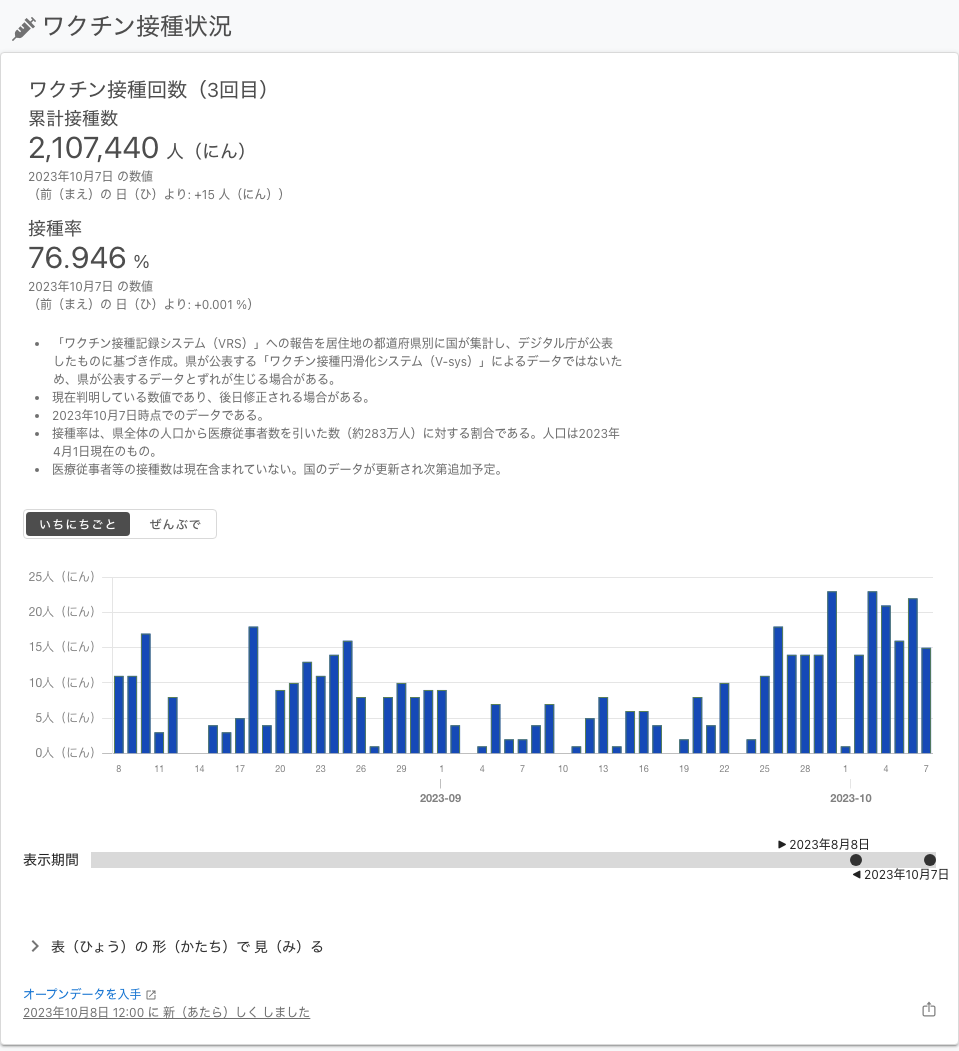 ワクチン接種状況
ワクチン接種回数（3回目）
累計接種数
2,107,440 人（にん）
2023年10月7日 の数値
（前（まえ）の 日（ひ）より: +15 人（にん））
接種率
76.946 %
2023年10月7日 の数値
（前（まえ）の 日（ひ）より: +0.001 %）
• 「ワクチン接種記録システム（VRS）」への報告を居住地の都道府県別に国が集計し、デジタル庁が公表
したものに基づき作成。県が公表する「ワクチン接種円滑化システム（V-sys）」によるデータではないた
め、県が公表するデータとずれが生じる場合がある。
• 現在判明している数値であり、後日修正される場合がある。
• 2023年10月7日時点でのデータである。
• 接種率は、県全体の人口から医療従事者数を引いた数（約283万人）に対する割合である。人口は2023年
4月1日現在のもの。
• 医療従事者等の接種数は現在含まれていない。国のデータが更新され次第追加予定。
いちにちごと ぜんぶで
25人（にん）
20人（にん）
15人（にん）
10人（にん）
5人（にん）
0人（にん）
8 11 14 17 20 23 26 29 1 4 7 10 13 16 19 22 25 28 1 4 7
2023-09 2023-10
2023年8月8日
表示期間
2023年10月7日
表（ひょう）の 形（かたち）で 見（み）る
オープンデータを入手
2023年10月8日 12:00 に 新（あたら）しく しました